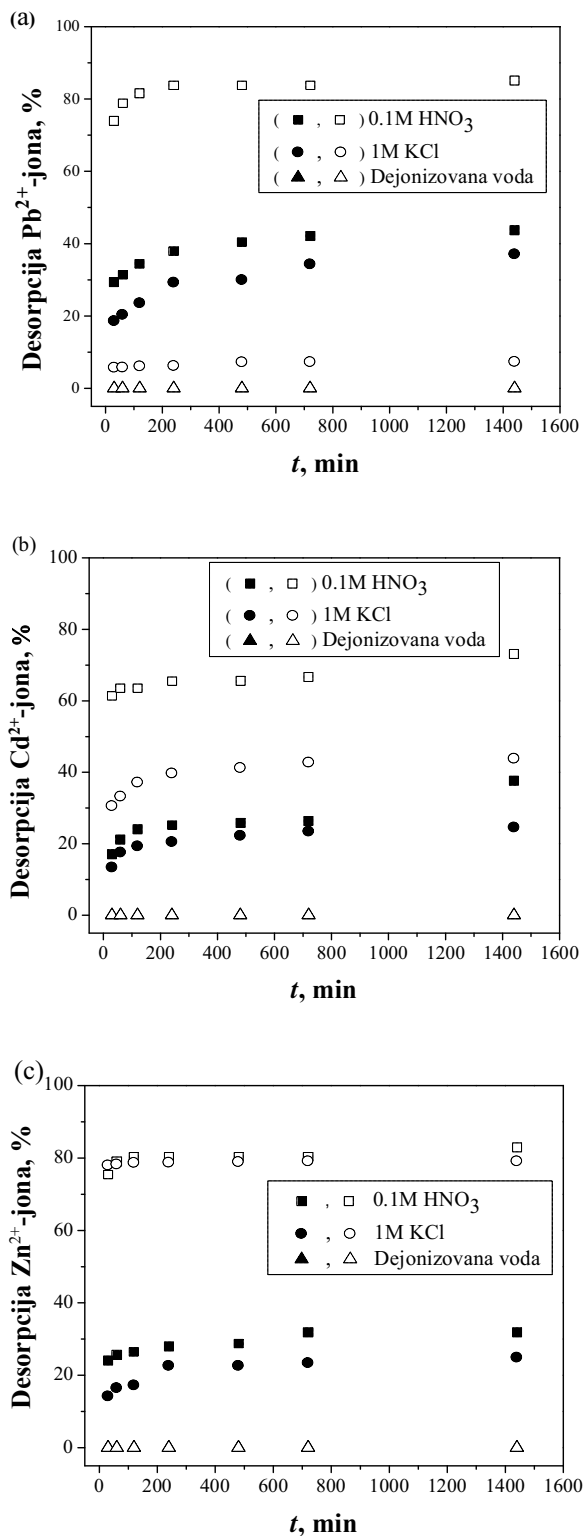 (a)
100
80
60
40
20
0
Desorpcija Pb²⁺-jona, %
( ■ , □ ) 0.1M HNO₃
( ● , ○ ) 1M KCl
( ▲ , △ ) Dejonizovana voda
0 200 400 600 800 1000 1200 1400 1600
t, min
(b)
100
80
60
40
20
0
Desorpcija Cd²⁺-jona, %
( ■ , □ ) 0.1M HNO₃
( ● , ○ ) 1M KCl
( ▲ , △ ) Dejonizovana voda
0 200 400 600 800 1000 1200 1400 1600
t, min
(c)
100
80
60
40
20
0
Desorpcija Zn²⁺-jona, %
■ , □ 0.1M HNO₃
● , ○ 1M KCl
▲ , △ Dejonizovana voda
0 200 400 600 800 1000 1200 1400 1600
t, min